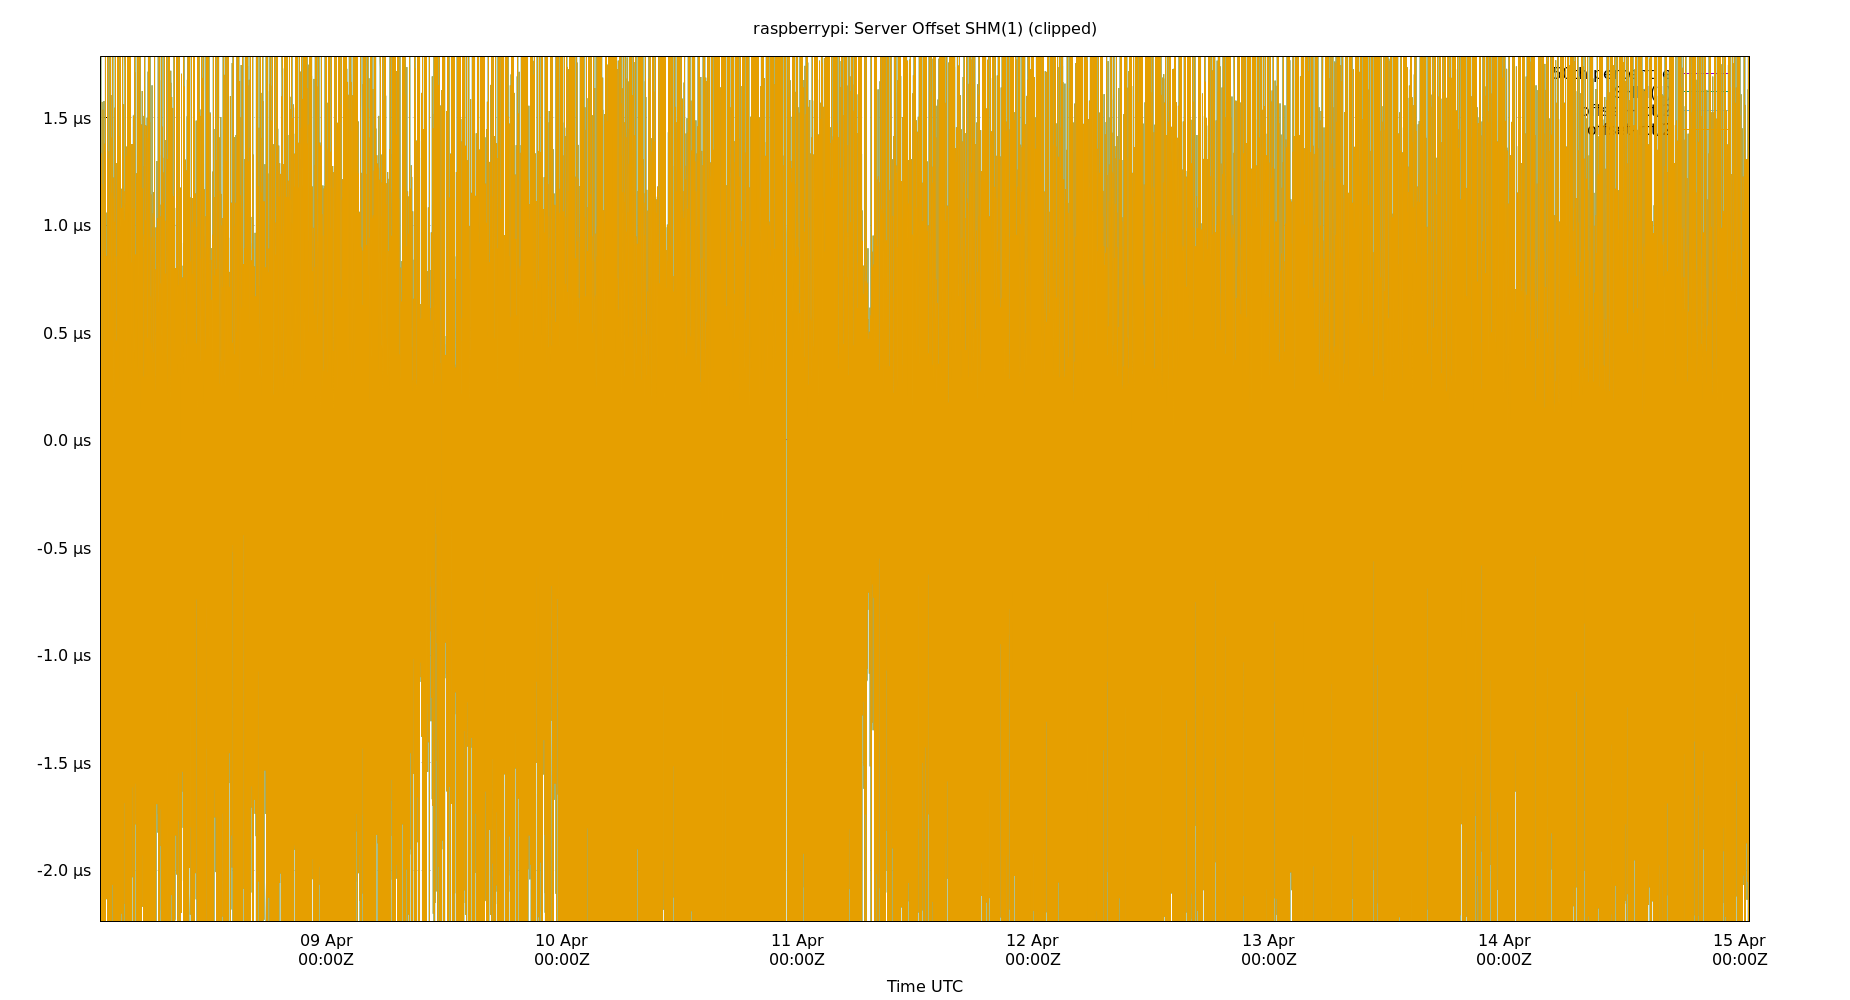 raspberrypi: Server Offset SHM(1) (clipped)
1.5 µs
1.0 µs
0.5 µs
0.0 µs
-0.5 µs
-1.0 µs
-1.5 µs
-2.0 µs
09 Apr 10 Apr 11 Apr 12 Apr 13 Apr 14 Apr 15 Apr
00:00Z 00:00Z 00:00Z 00:00Z 00:00Z 00:00Z 00:00Z
Time UTC